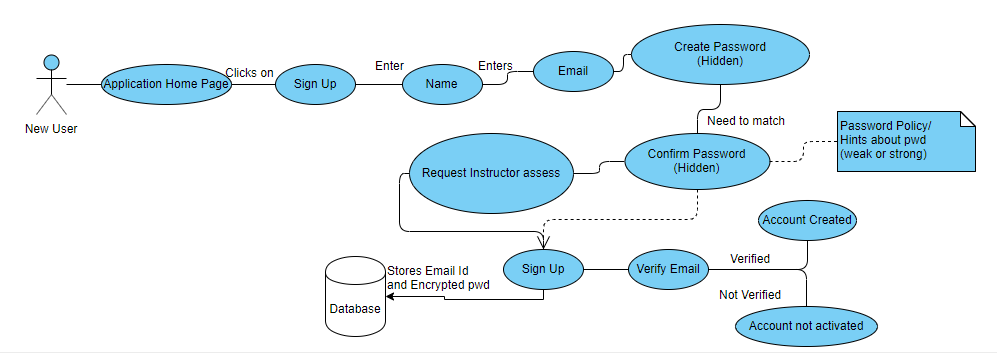 New User
Application Home Page
Clicks on
Sign Up
Enter
Name
Enters
Email
Create Password
(Hidden)
Need to match
Password Policy/
Hints about pwd
(weak or strong)
Confirm Password
(Hidden)
Request Instructor assess
Sign Up
Verify Email
Verified
Account Created
Not Verified
Account not activated
Stores Email Id
and Encrypted pwd
Database